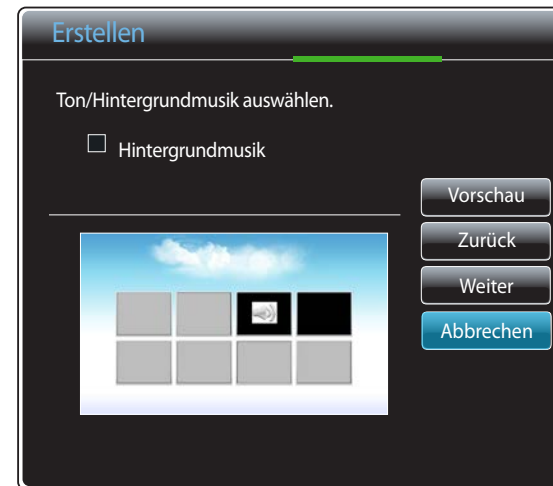 Erstellen
Ton/Hintergrundmusik auswählen.
Hintergrundmusik
Vorschau
Zurück
Weiter
Abbrechen